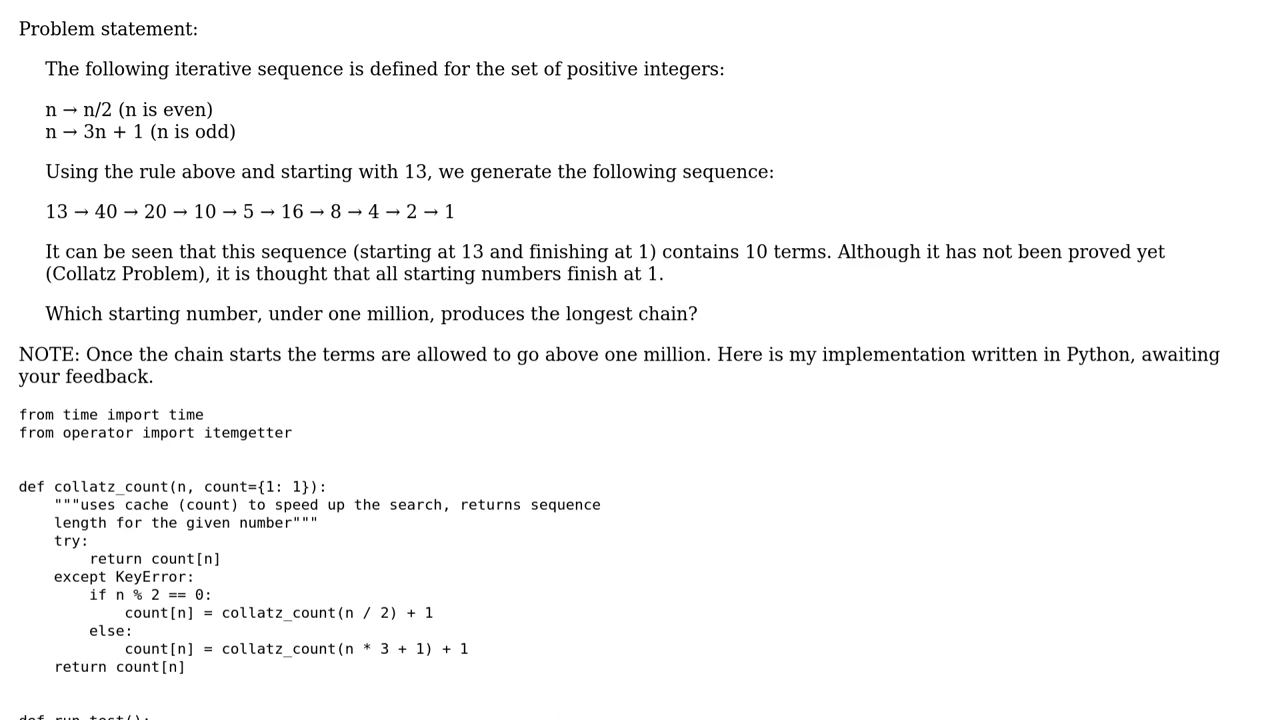 Problem statement:
The following iterative sequence is defined for the set of positive integers:
n → n/2 (n is even)
n → 3n + 1 (n is odd)
Using the rule above and starting with 13, we generate the following sequence:
13 → 40 → 20 → 10 → 5 → 16 → 8 → 4 → 2 → 1
It can be seen that this sequence (starting at 13 and finishing at 1) contains 10 terms. Although it has not been proved yet
(Collatz Problem), it is thought that all starting numbers finish at 1.
Which starting number, under one million, produces the longest chain?
NOTE: Once the chain starts the terms are allowed to go above one million. Here is my implementation written in Python, awaiting
your feedback.
from time import time
from operator import itemgetter
def collatz_count(n, count={1: 1}):
    """uses cache (count) to speed up the search, returns sequence
    length for the given number"""
    try:
        return count[n]
    except KeyError:
        if n % 2 == 0:
            count[n] = collatz_count(n / 2) + 1
        else:
            count[n] = collatz_count(n * 3 + 1) + 1
    return count[n]
def run_test():